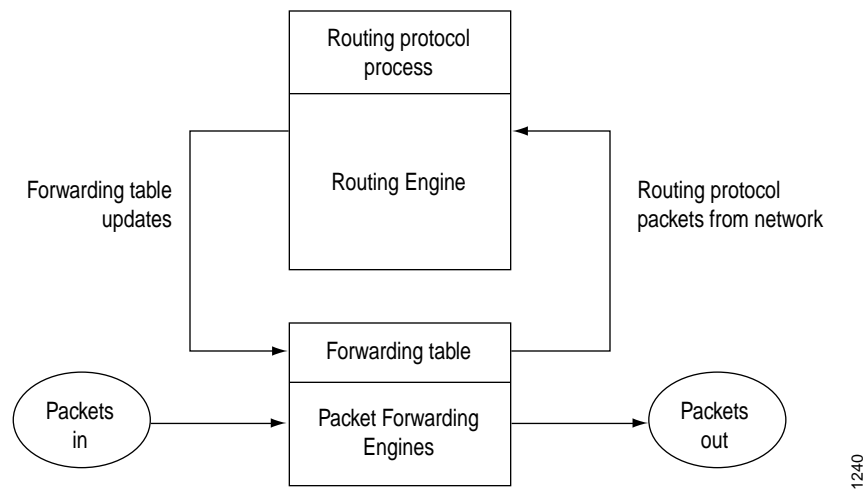 Routing protocol
process
Routing Engine
Forwarding table
updates
Routing protocol
packets from network
Forwarding table
Packets
in
Packet Forwarding
Engines
Packets
out
1240